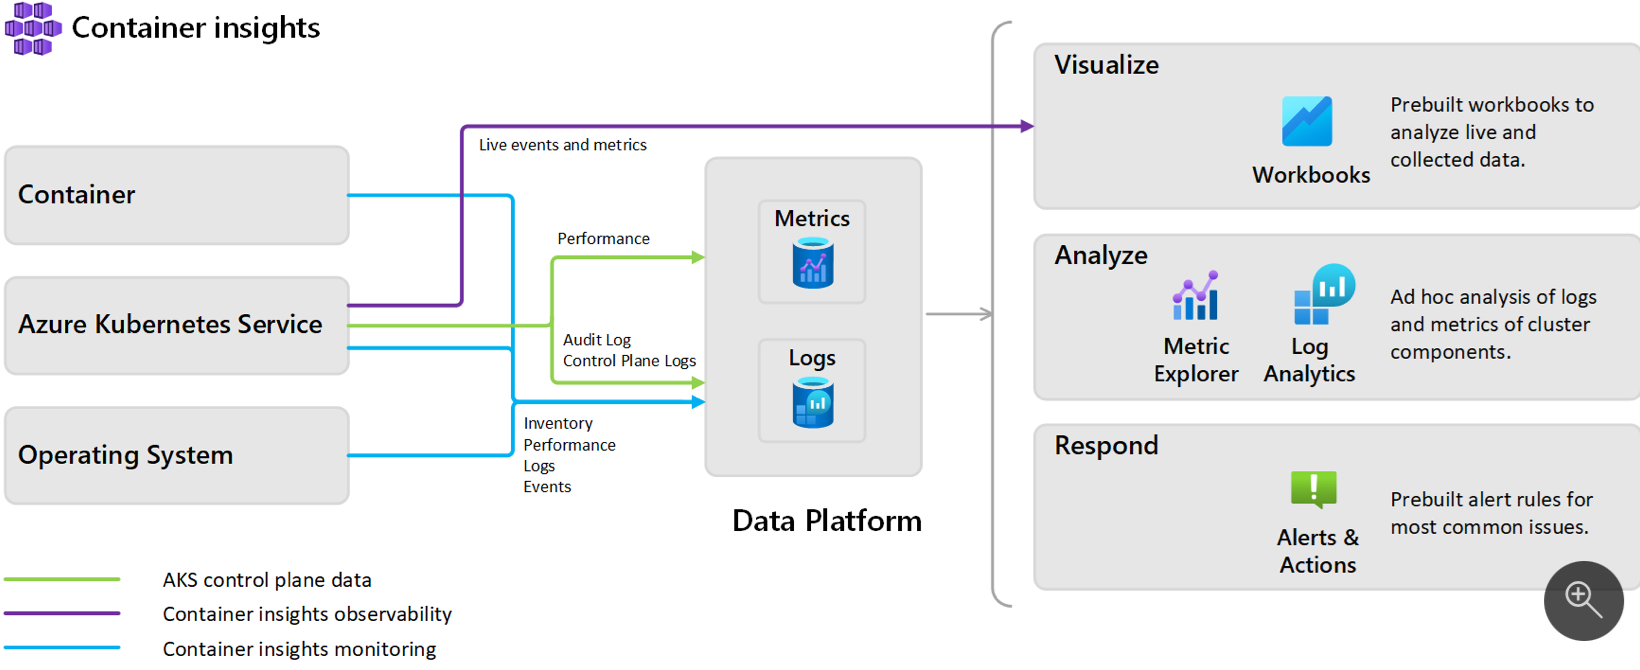 Container insights
Container
Azure Kubernetes Service
Operating System
Live events and metrics
Performance
Audit Log
Control Plane Logs
Inventory
Performance
Logs
Events
Metrics
Logs
Data Platform
Visualize
Workbooks
Prebuilt workbooks to
analyze live and
collected data.
Analyze
Metric
Explorer
Log
Analytics
Ad hoc analysis of logs
and metrics of cluster
components.
Respond
Alerts &
Actions
Prebuilt alert rules for
most common issues.
AKS control plane data
Container insights observability
Container insights monitoring